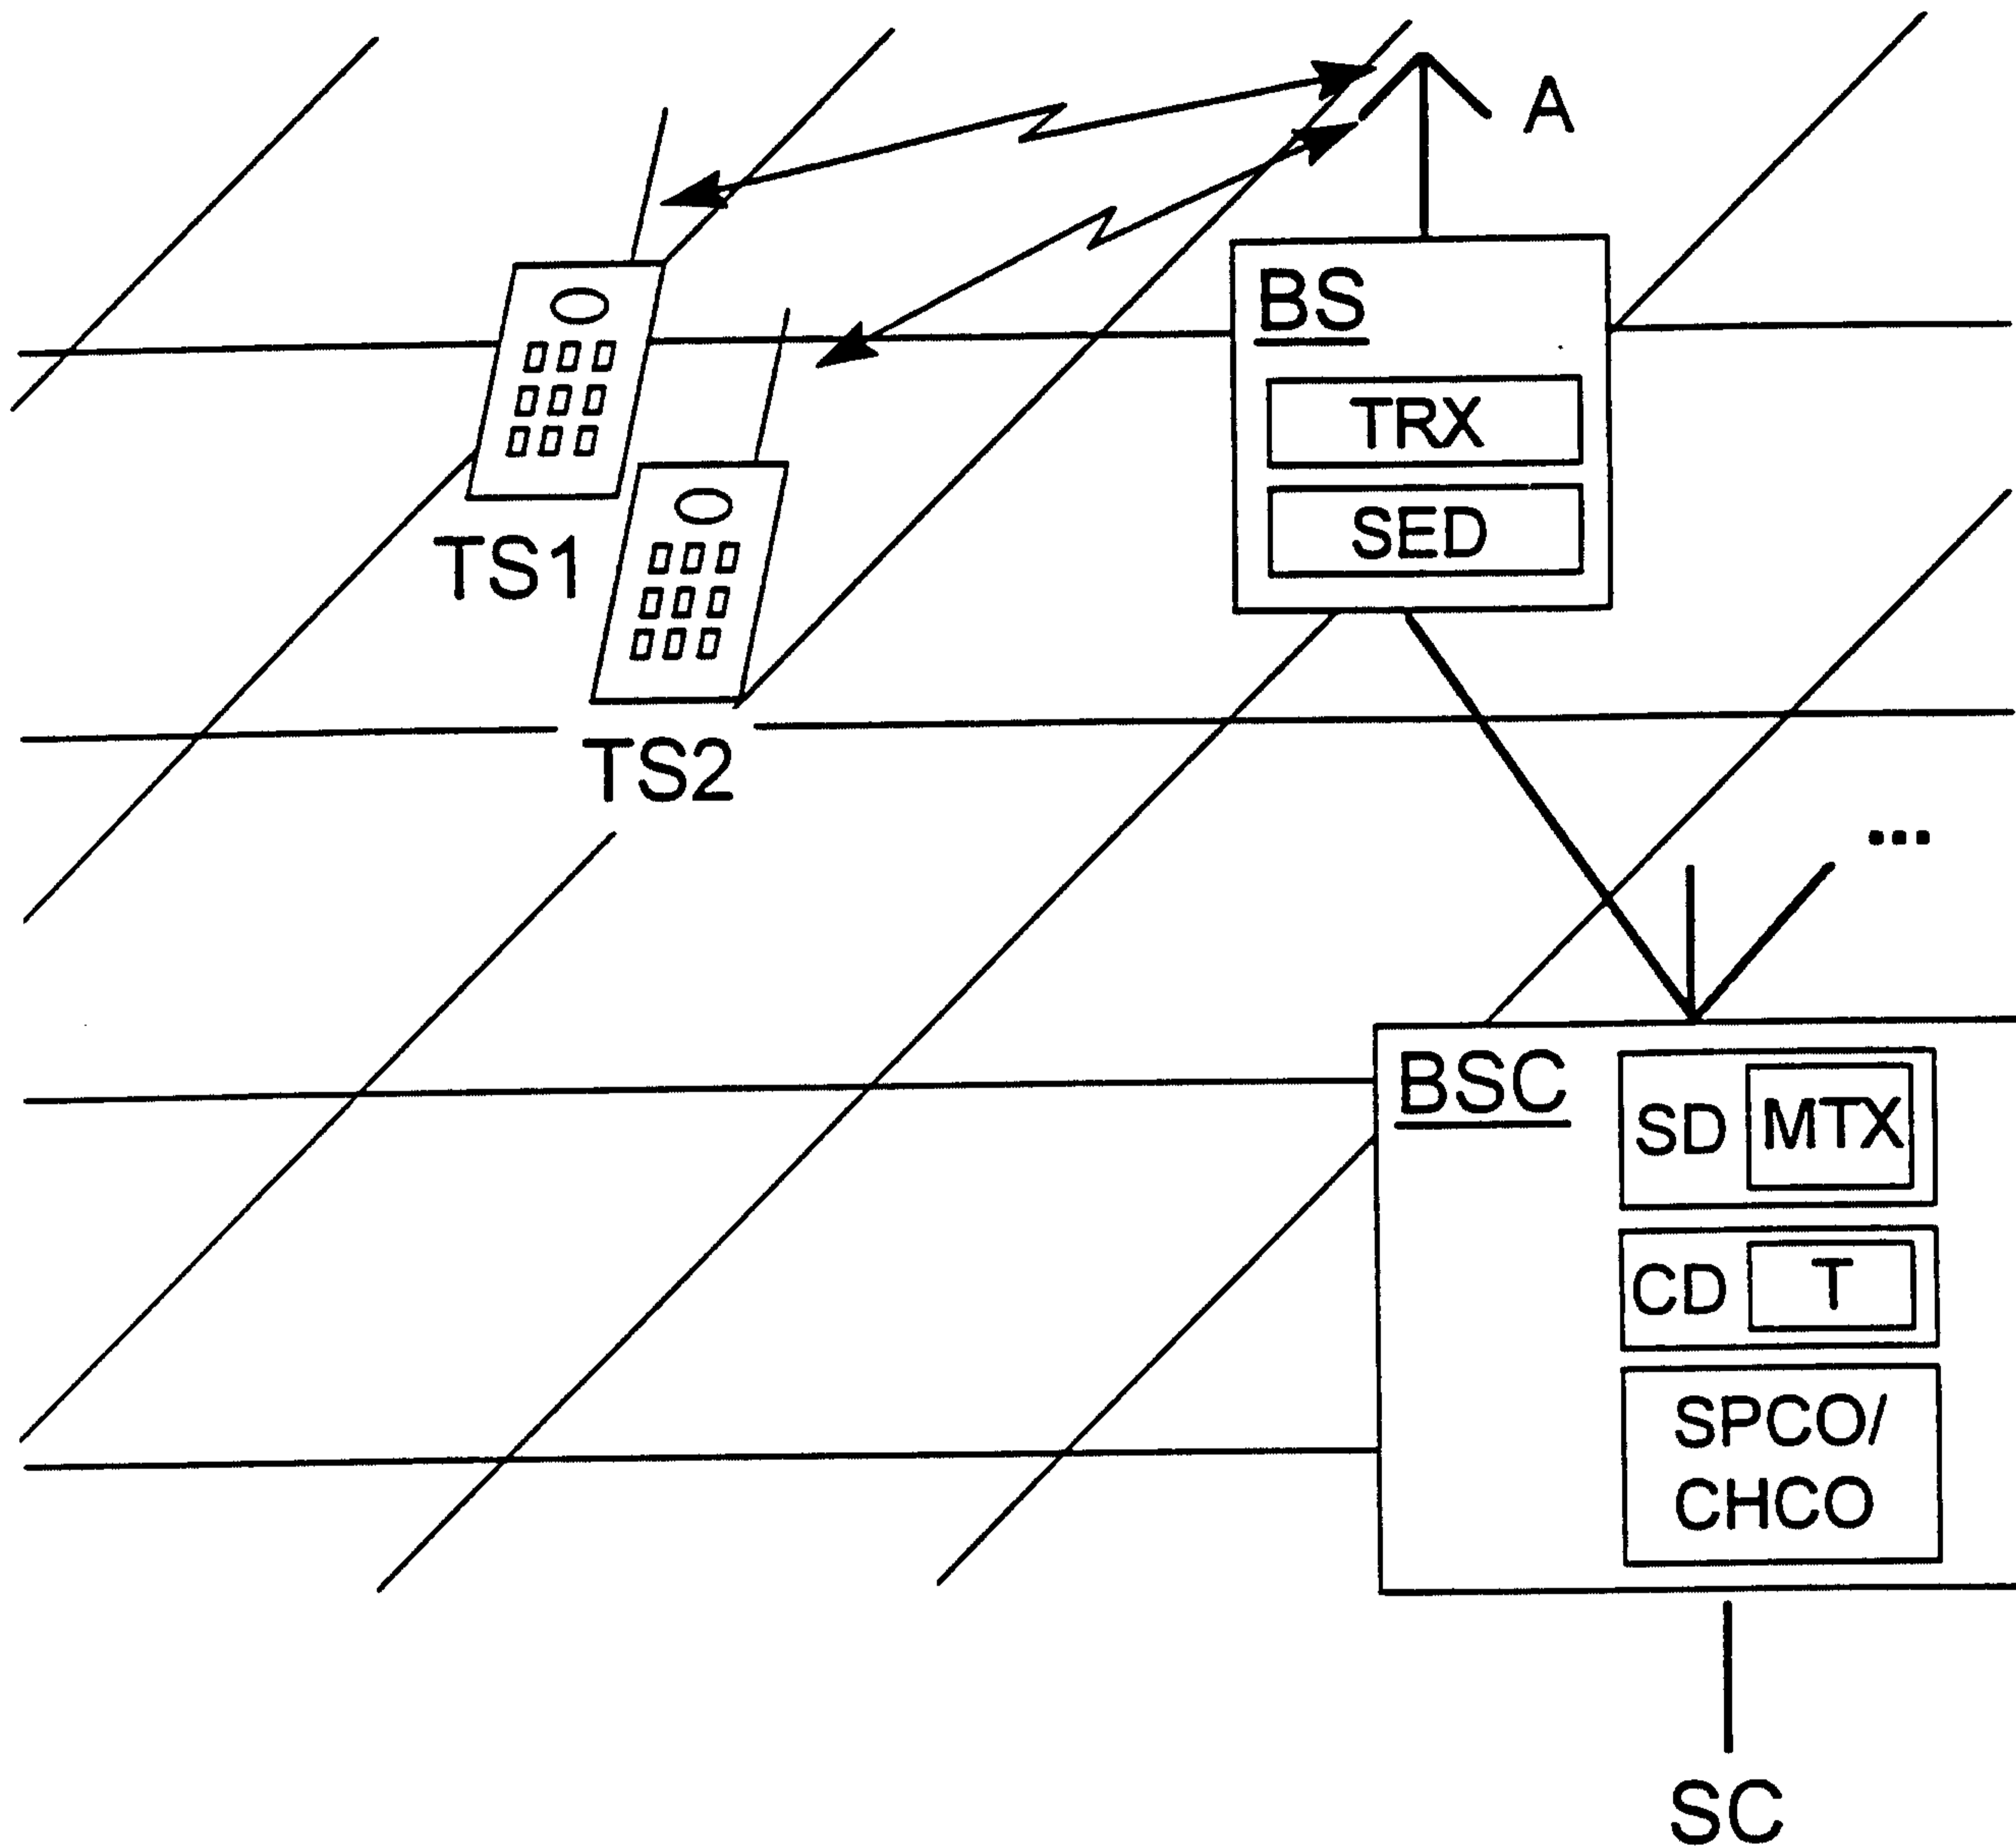 A
BS
TRX
SED
TS1
TS2
...
BSC
SD MTX
CD T
SPCO/
CHCO
SC